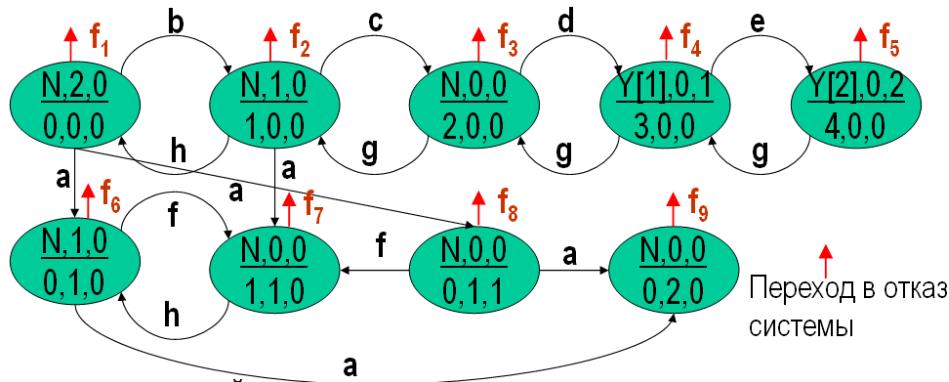 b c d e
f₁ f₂ f₃ f₄ f₅
N,2,0 N,1,0 N,0,0 Y[1],0,1 Y[2],0,2
0,0,0 1,0,0 2,0,0 3,0,0 4,0,0
h g g g
a a a
f₆ f₇ f₈ f₉
f
N,1,0 N,0,0 N,0,0 N,0,0
f a
0,1,0 1,1,0 0,1,1 0,2,0
Переход в отказ
системы
h
a